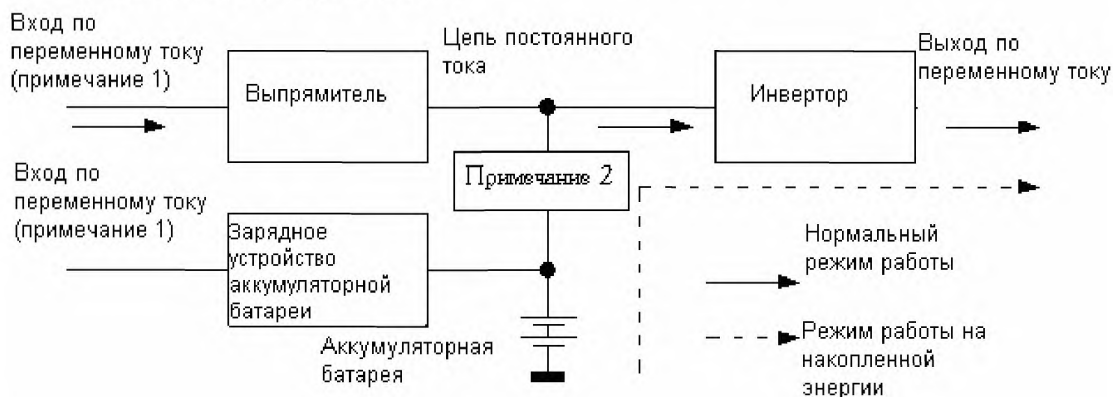 Вход по
переменному току
(примечание 1)
Выпрямитель
Цепь постоянного
тока
Инвертор
Выход по
переменному току
Примечание 2
Вход по
переменному току
(примечание 1)
Зарядное
устройство
аккумуляторной
батареи
Аккумуляторная
батарея
Нормальный
режим работы
Режим работы на
накопленной
энергии